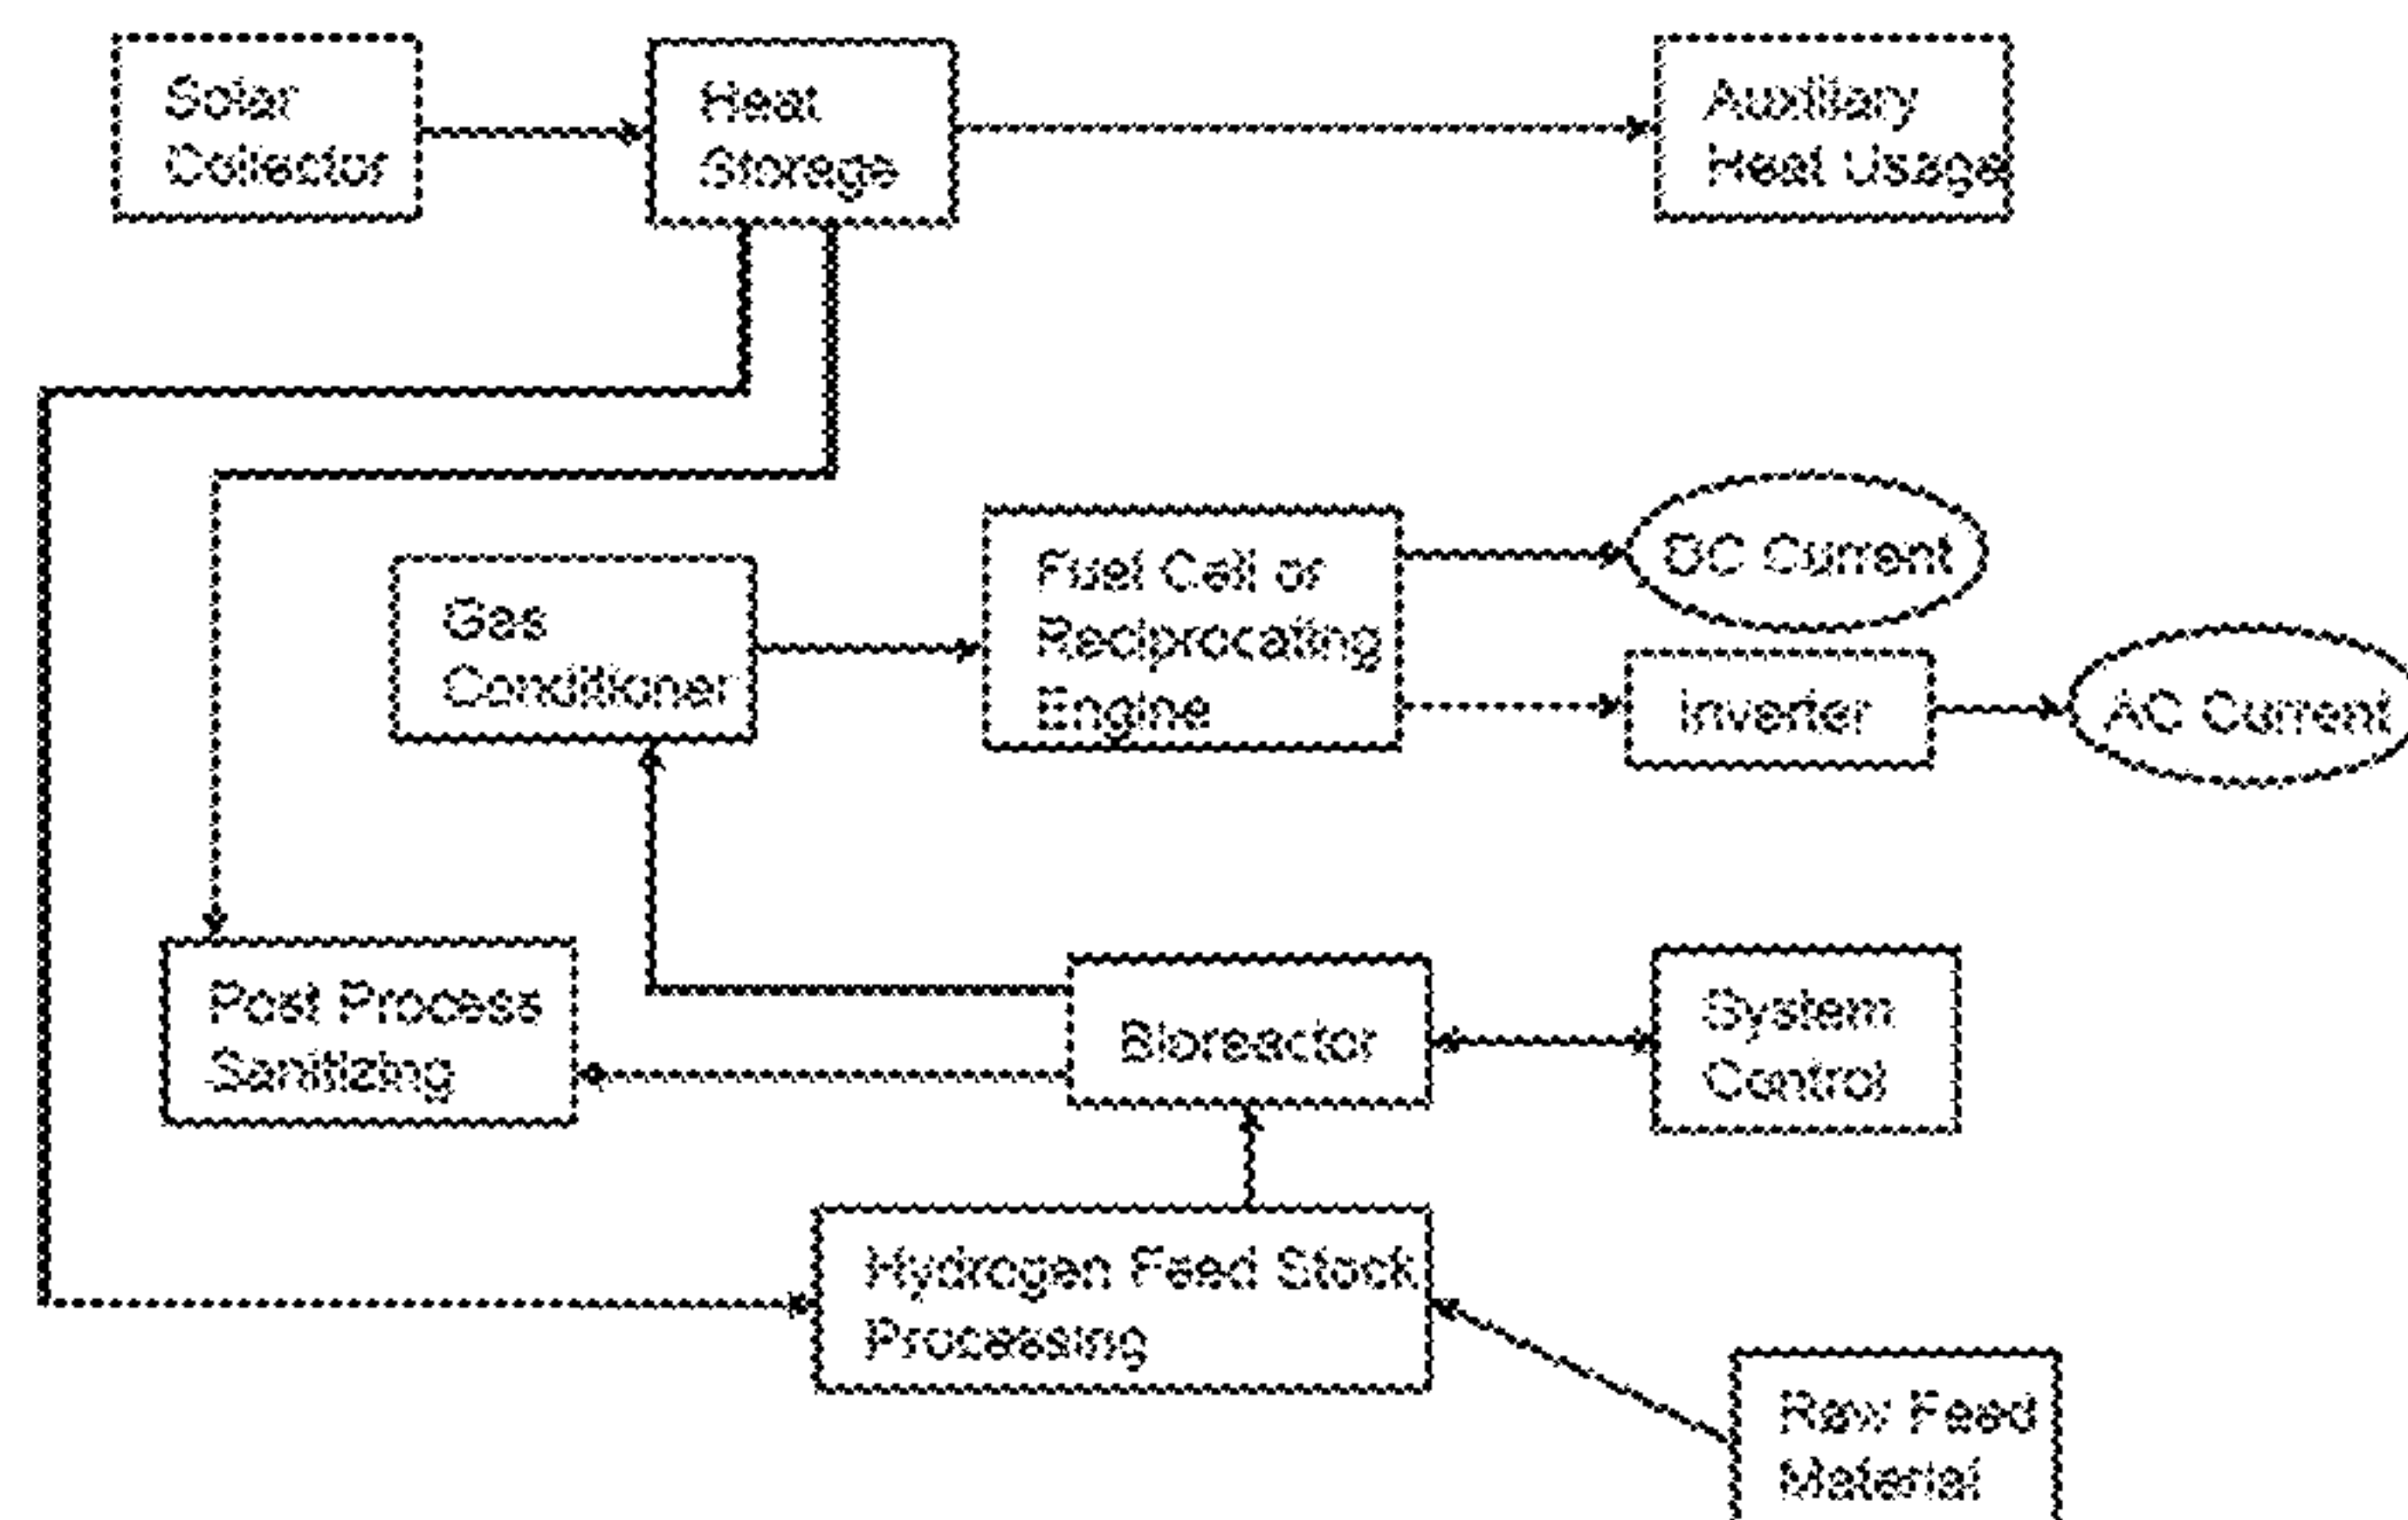 Solar
Collector
Heat
Storage
Auxiliary
Heat Usage
Fuel Cell or
Reciprocating
Engine
DC Current
Gas
Conditioner
Inverter
AC Current
Post Process
Sanitizing
Bioreactor
System
Control
Hydrogen Feed Stock
Processing
Raw Feed
Material